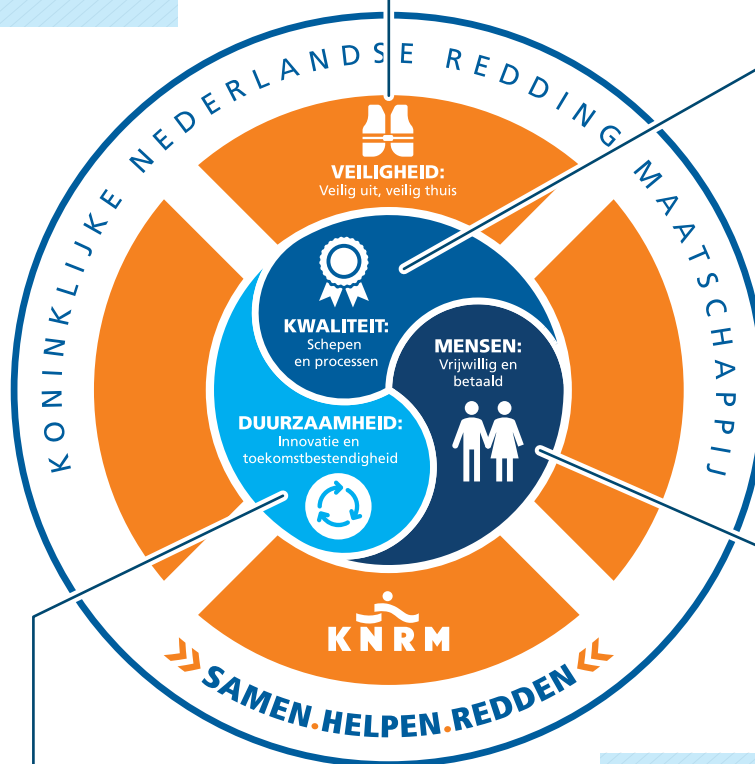 KONINKLIJKE NEDERLANDSE REDDING MAATSCHAPPIJ
VEILIGHEID:
Veilig uit, veilig thuis
KWALITEIT:
Schepen
en processen
MENSEN:
Vrijwillig en
betaald
DUURZAAMHEID:
Innovatie en
toekomstbestendigheid
KNRM
SAMEN.HELPEN.REDDEN